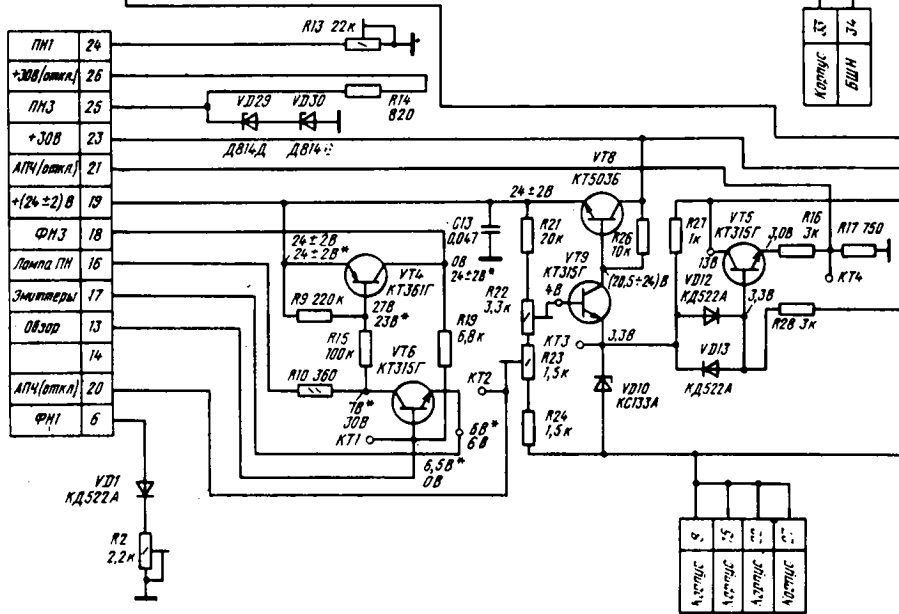 33
34
Корпус
БШН
ПН1 24
+30В/откл) 26
ПН3 25
+30В 23
АПЧ/откл) 21
+(24±2)В 19
ФН3 18
Лампа ПН 16
Эмиттеры 17
Обзор 13
14
АПЧ(откл) 20
ФН1 6
R13 22к
R14
820
VD29
VD30
Д814Д
Д814
VT8
КТ503б
24±2В
R21
20к
R26
10к
VT9
КТ315Г
(20,5÷24)В
4В
C13
0,047
0В
24±2В*
24±2В
24±2В*
VT4
КТ361Г
27В
23В*
R9 220к
R15
100к
R19
6,8к
VT6
КТ315Г
R10 360
7В*
30В
КТ1
6В*
6В
6,5В*
0В
КТ2
R22
3,3к
R23
1,5к
R24
1,5к
КТ3
3,3В
VD10
КС133А
R27
1к
VT5
КТ315Г
13В
3,0В
R16
3к
R17 750
КТ4
VD12
КД522А
3,3В
VD13
КД522А
R28 3к
VD1
КД522А
R2
2,2к
Корпус
Корпус
Корпус
Корпус